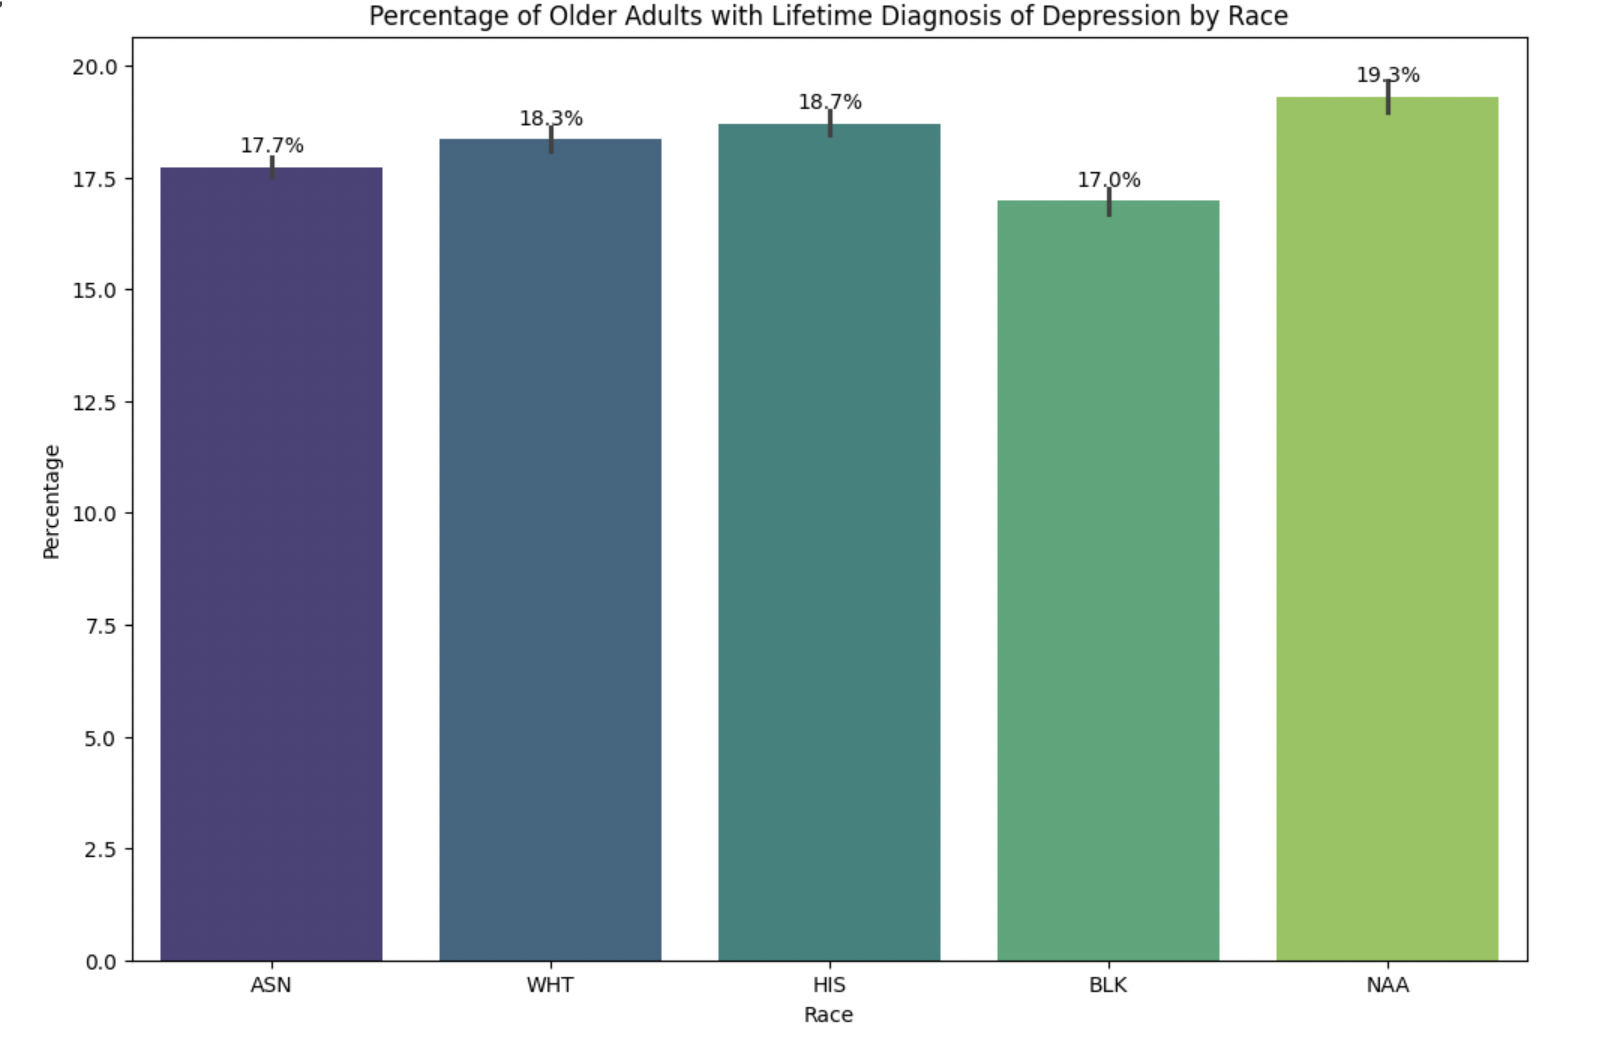 Percentage of Older Adults with Lifetime Diagnosis of Depression by Race
20.0
17.5
15.0
12.5
10.0
7.5
5.0
2.5
0.0
Percentage
17.7%
18.3%
18.7%
17.0%
19.3%
ASN
WHT
HIS
BLK
NAA
Race